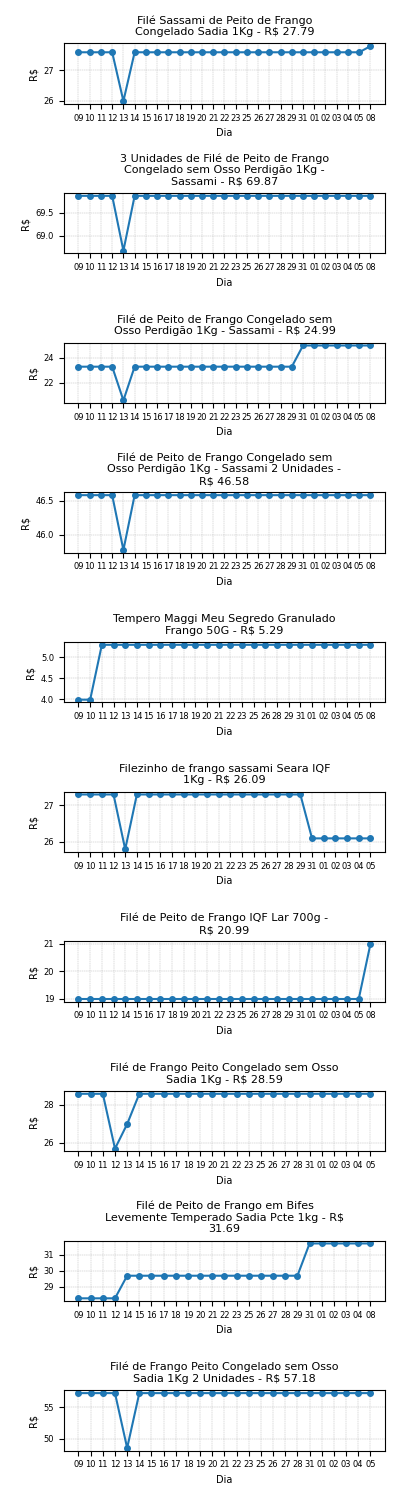 Filé Sassami de Peito de Frango
Congelado Sadia 1Kg - R$ 27.79
R$
27
26
09 10 11 12 13 14 15 16 17 18 19 20 21 22 23 25 26 27 28 29 31 01 02 03 04 05 08
Dia
3 Unidades de Filé de Peito de Frango
Congelado sem Osso Perdigão 1Kg -
Sassami - R$ 69.87
R$
69.5
69.0
09 10 11 12 13 14 15 16 17 18 19 20 21 22 23 25 26 27 28 29 31 01 02 03 04 05 08
Dia
Filé de Peito de Frango Congelado sem
Osso Perdigão 1Kg - Sassami - R$ 24.99
R$
24
22
09 10 11 12 13 14 15 16 17 18 19 20 21 22 23 25 26 27 28 29 31 01 02 03 04 05 08
Dia
Filé de Peito de Frango Congelado sem
Osso Perdigão 1Kg - Sassami 2 Unidades -
R$ 46.58
R$
46.5
46.0
09 10 11 12 13 14 15 16 17 18 19 20 21 22 23 25 26 27 28 29 31 01 02 03 04 05 08
Dia
Tempero Maggi Meu Segredo Granulado
Frango 50G - R$ 5.29
R$
5.0
4.5
4.0
09 10 11 12 13 14 15 16 17 19 20 21 22 23 25 26 27 28 29 31 01 02 03 04 05 08
Dia
Filezinho de frango sassami Seara IQF
1Kg - R$ 26.09
R$
27
26
09 10 11 12 13 14 15 16 17 18 19 20 21 22 23 25 26 27 28 29 31 01 02 03 04 05
Dia
Filé de Peito de Frango IQF Lar 700g -
R$ 20.99
R$
21
20
19
09 10 11 12 13 14 15 16 17 18 19 20 21 22 23 25 27 28 29 31 01 02 03 04 05 08
Dia
Filé de Frango Peito Congelado sem Osso
Sadia 1Kg - R$ 28.59
R$
28
26
09 10 11 12 13 14 15 16 17 18 19 20 21 22 23 25 26 27 28 31 01 02 03 04 05
Dia
Filé de Peito de Frango em Bifes
Levemente Temperado Sadia Pcte 1kg - R$
31.69
R$
31
30
29
09 10 11 12 13 14 15 16 17 19 20 21 22 23 25 26 27 28 29 31 02 03 04 05 08
Dia
Filé de Frango Peito Congelado sem Osso
Sadia 1Kg 2 Unidades - R$ 57.18
R$
55
50
09 10 11 12 13 14 15 16 17 18 19 20 21 22 23 25 26 27 28 31 01 02 03 04 05
Dia